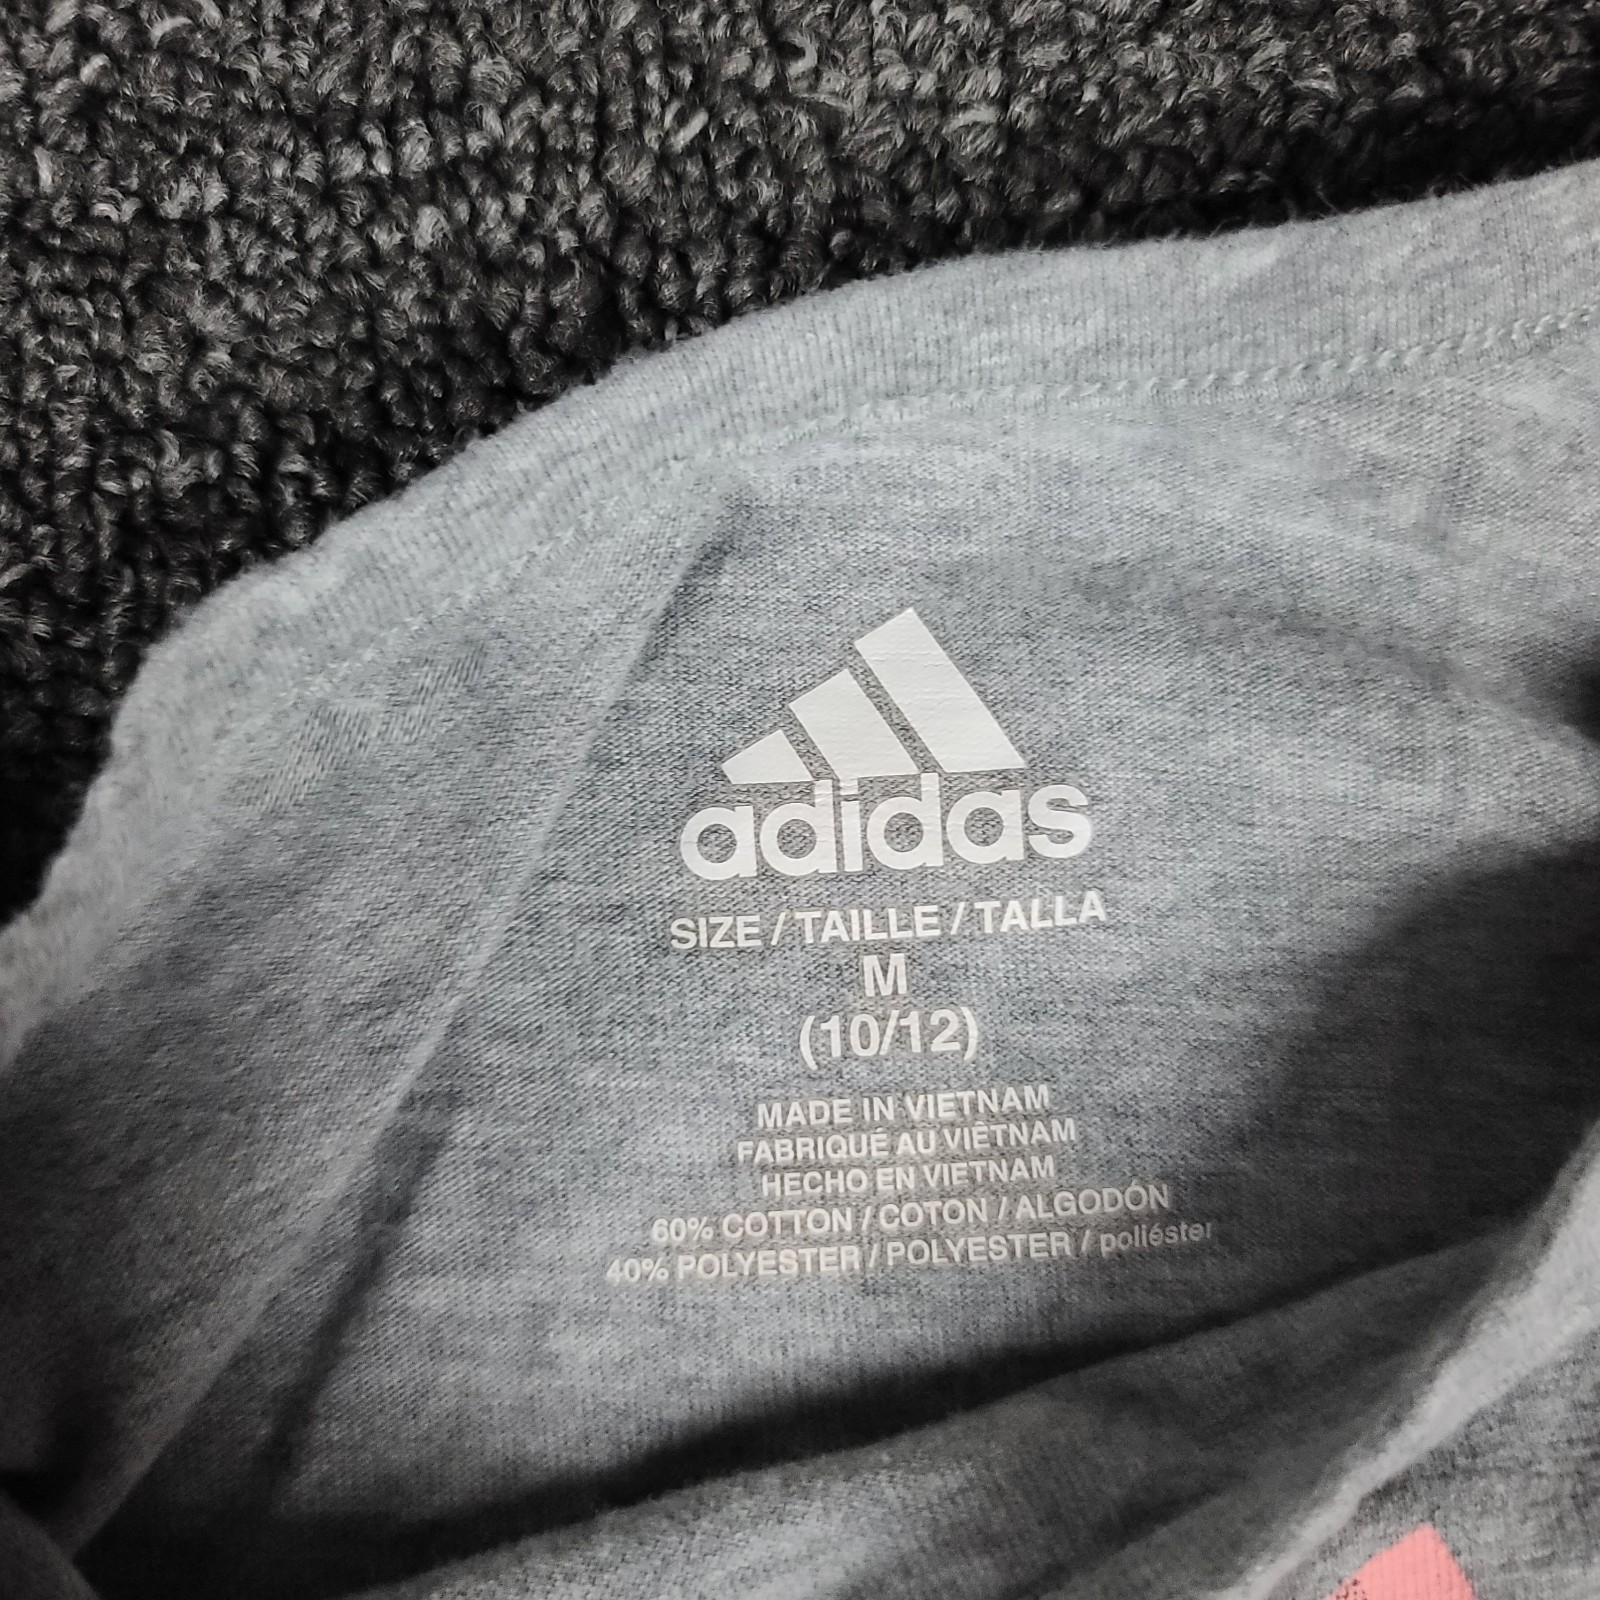 adidas
SIZE / TAILLE / TALLA
M
(10/12)
MADE IN VIETNAM
FABRIQUÉ AU VIÊTNAM
HECHO EN VIETNAM
60% COTTON / COTON / ALGODÓN
40% POLYESTER / POLYESTER / poliéster